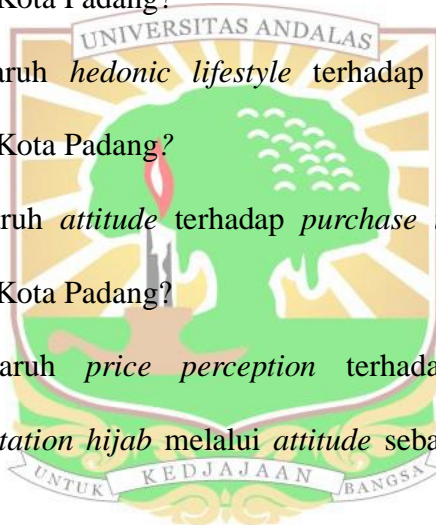 Kota Padang?
UNIVERSITAS ANDALAS
aruh hedonic lifestyle terhadap
Kota Padang?
ruh attitude terhadap purchase
Kota Padang?
aruh price perception terhada
tation hijab melalui attitude seba
UNTUK KEDJAJAAN BANGSA